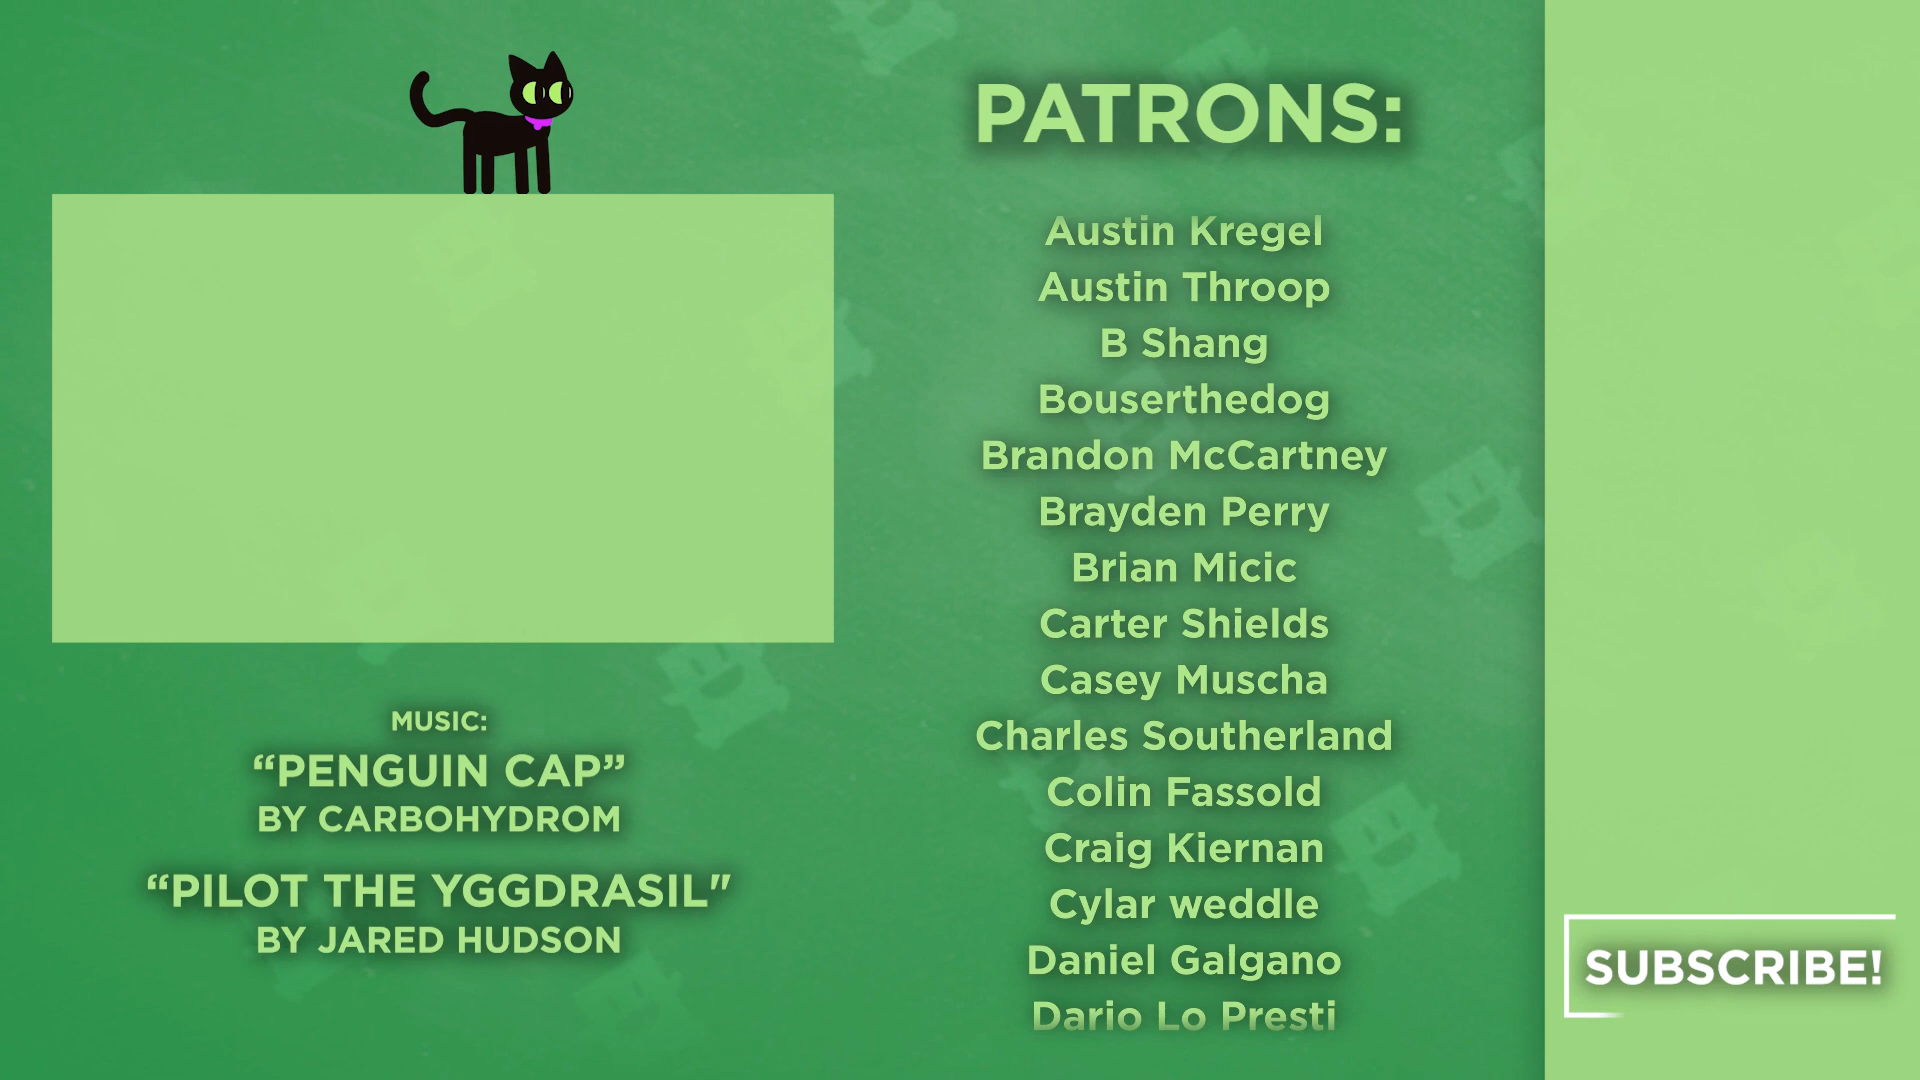 PATRONS:
Austin Kregel
Austin Throop
B Shang
Bouserthedog
Brandon McCartney
Brayden Perry
Brian Micic
Carter Shields
Casey Muscha
Charles Southerland
Colin Fassold
Craig Kiernan
Cylar weddle
Daniel Galgano
Dario Lo Presti
MUSIC:
“PENGUIN CAP”
BY CARBOHYDROM
“PILOT THE YGGDRASIL"
BY JARED HUDSON
SUBSCRIBE!